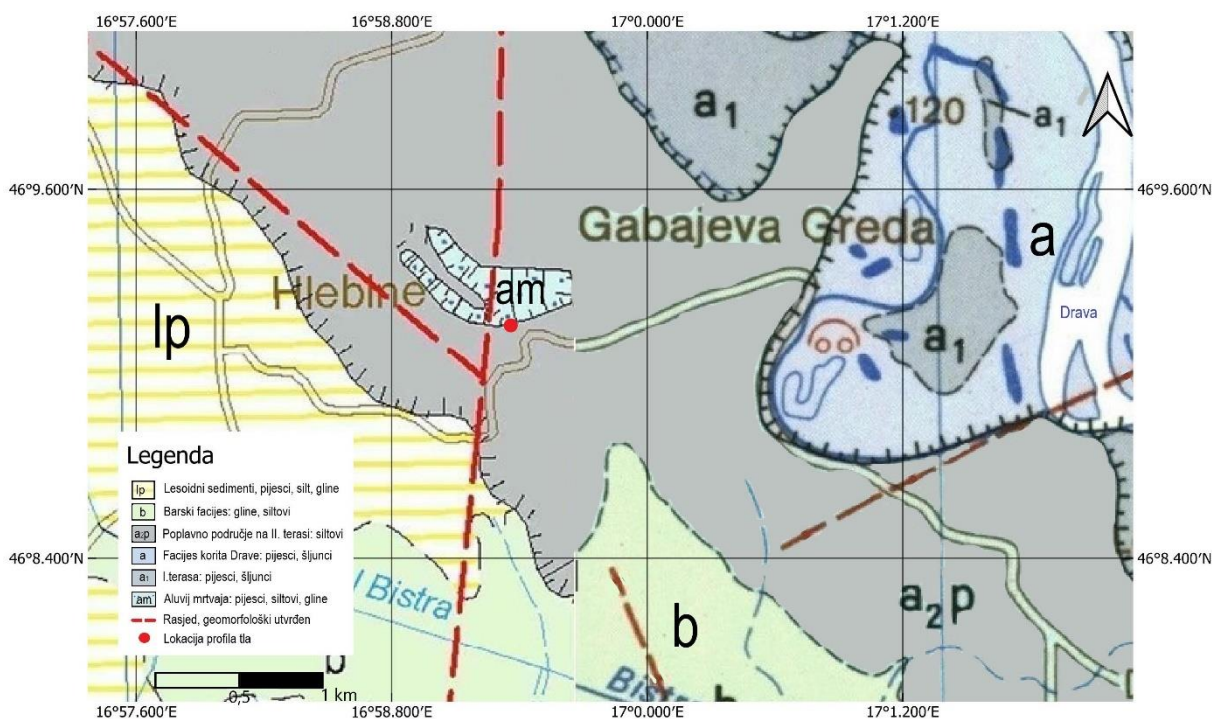 16°57.600′E 16°58.800′E 17°0.000′E 17°1.200′E
a₁
120
a₁
46°9.600′N 46°9.600′N
Gabajeva Greda
a
Hlebine
am
lp
Drava
a₁
Legenda
lp Lesoidni sedimenti, pijesci, silt, gline
b Barski facijes: gline, siltovi
a₂p Poplavno područje na II. terasi: siltovi
a Facijes korita Drave: pijesci, šljunci
a₁ I.terasa: pijesci, šljunci
am Aluvij mrtvaja: pijesci, siltovi, gline
Rasjed, geomorfološki utvrđen
Lokacija profila tla
46°8.400′N 46°8.400′N
Bistra
a₂p
b
b
Bistra
b
0,5 1 km
16°57.600′E 16°58.800′E 17°0.000′E 17°1.200′E